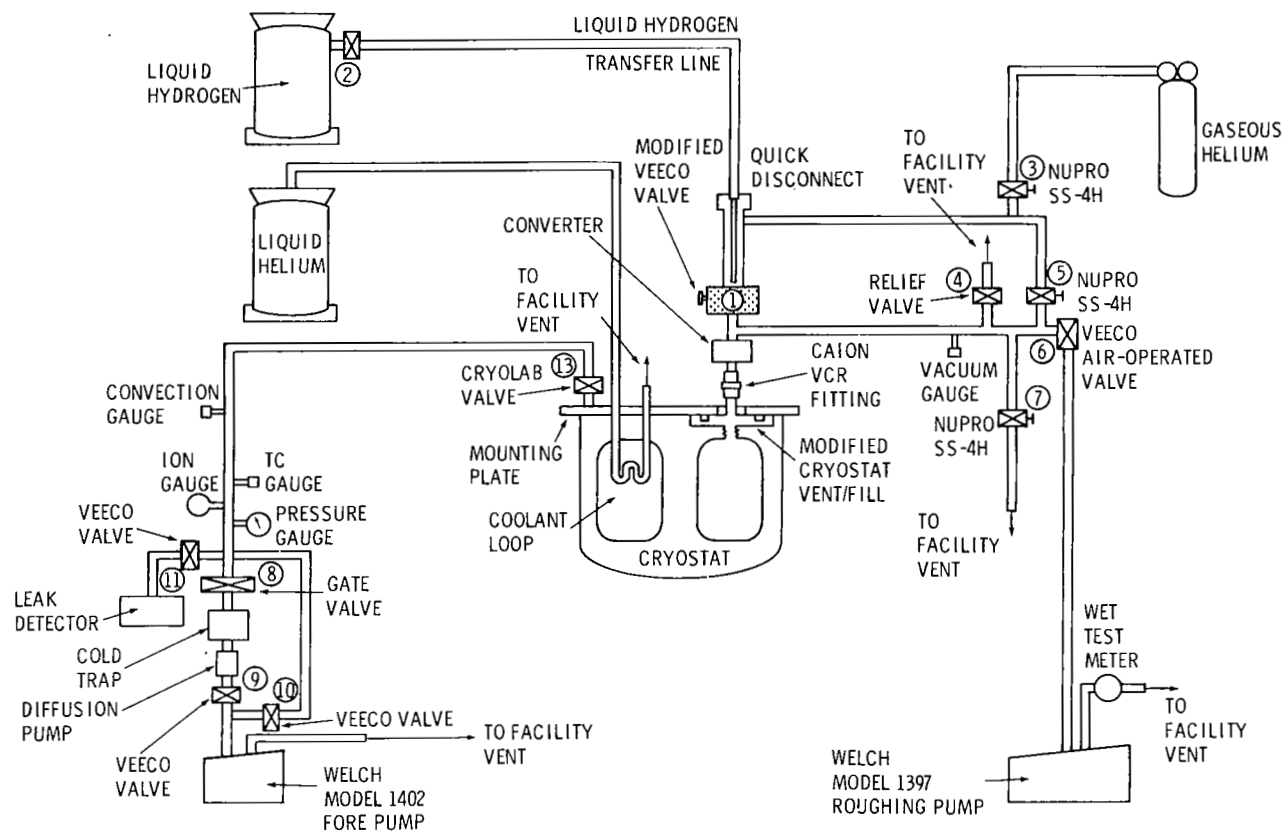 LIQUID HYDROGEN
TRANSFER LINE
②
LIQUID
HYDROGEN
MODIFIED
VEECO
VALVE
QUICK
DISCONNECT
TO
FACILITY
VENT
③
NUPRO
SS-4H
GASEOUS
HELIUM
LIQUID
HELIUM
CONVERTER
TO
FACILITY
VENT
①
RELIEF
VALVE
④
⑤
NUPRO
SS-4H
⑥
VEECO
AIR-OPERATED
VALVE
CONVECTION
GAUGE
CRYOLAB
VALVE
⑬
CAION
VCR
FITTING
VACUUM
GAUGE
⑦
NUPRO
SS-4H
MOUNTING
PLATE
MODIFIED
CRYOSTAT
VENT/FILL
ION
GAUGE
TC
GAUGE
VEECO
VALVE
PRESSURE
GAUGE
COOLANT
LOOP
CRYOSTAT
TO
FACILITY
VENT
⑪
⑧
GATE
VALVE
LEAK
DETECTOR
COLD
TRAP
WET
TEST
METER
⑨
⑩
DIFFUSION
PUMP
VEECO VALVE
TO FACILITY
VENT
TO
FACILITY
VENT
VEECO
VALVE
WELCH
MODEL 1402
FORE PUMP
WELCH
MODEL 1397
ROUGHING PUMP